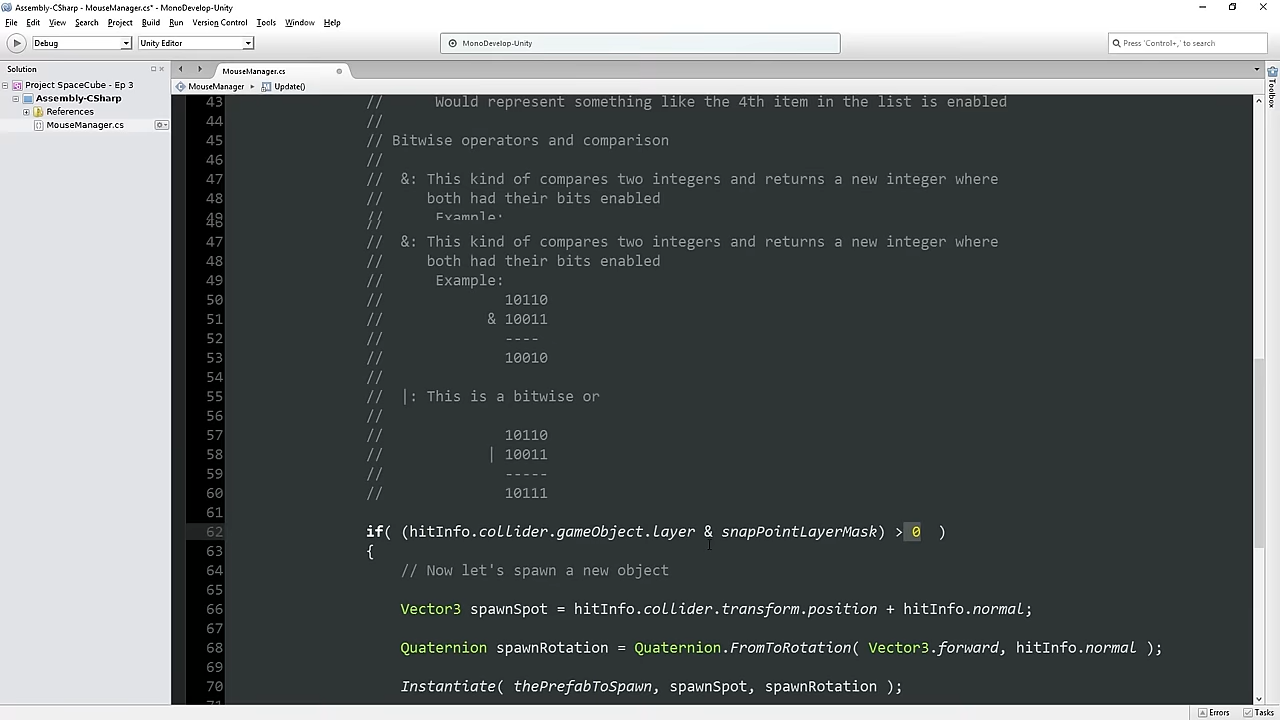 Assembly-CSharp - MouseManager.cs* - MonoDevelop-Unity
File Edit View Search Project Build Run Version Control Tools Window Help
Debug Unity Editor MonoDevelop-Unity Press 'Control+,' to search
Solution MouseManager.cs
Project SpaceCube - Ep 3 MouseManager Update()
Assembly-CSharp
References
MouseManager.cs
Toolbox
43 // Would represent something like the 4th item in the list is enabled
44 //
45 // Bitwise operators and comparison
46 //
47 // &: This kind of compares two integers and returns a new integer where
48 // both had their bits enabled
49 // Example:
46 //
47 // &: This kind of compares two integers and returns a new integer where
48 // both had their bits enabled
49 // Example:
50 // 10110
51 // & 10011
52 // ----
53 // 10010
54 //
55 // |: This is a bitwise or
56 //
57 // 10110
58 // | 10011
59 // -----
60 // 10111
61
62 if( (hitInfo.collider.gameObject.layer & snapPointLayerMask) > 0 )
63 {
64 // Now let's spawn a new object
65
66 Vector3 spawnSpot = hitInfo.collider.transform.position + hitInfo.normal;
67
68 Quaternion spawnRotation = Quaternion.FromToRotation( Vector3.forward, hitInfo.normal );
69
70 Instantiate( thePrefabToSpawn, spawnSpot, spawnRotation );
71
Errors Tasks